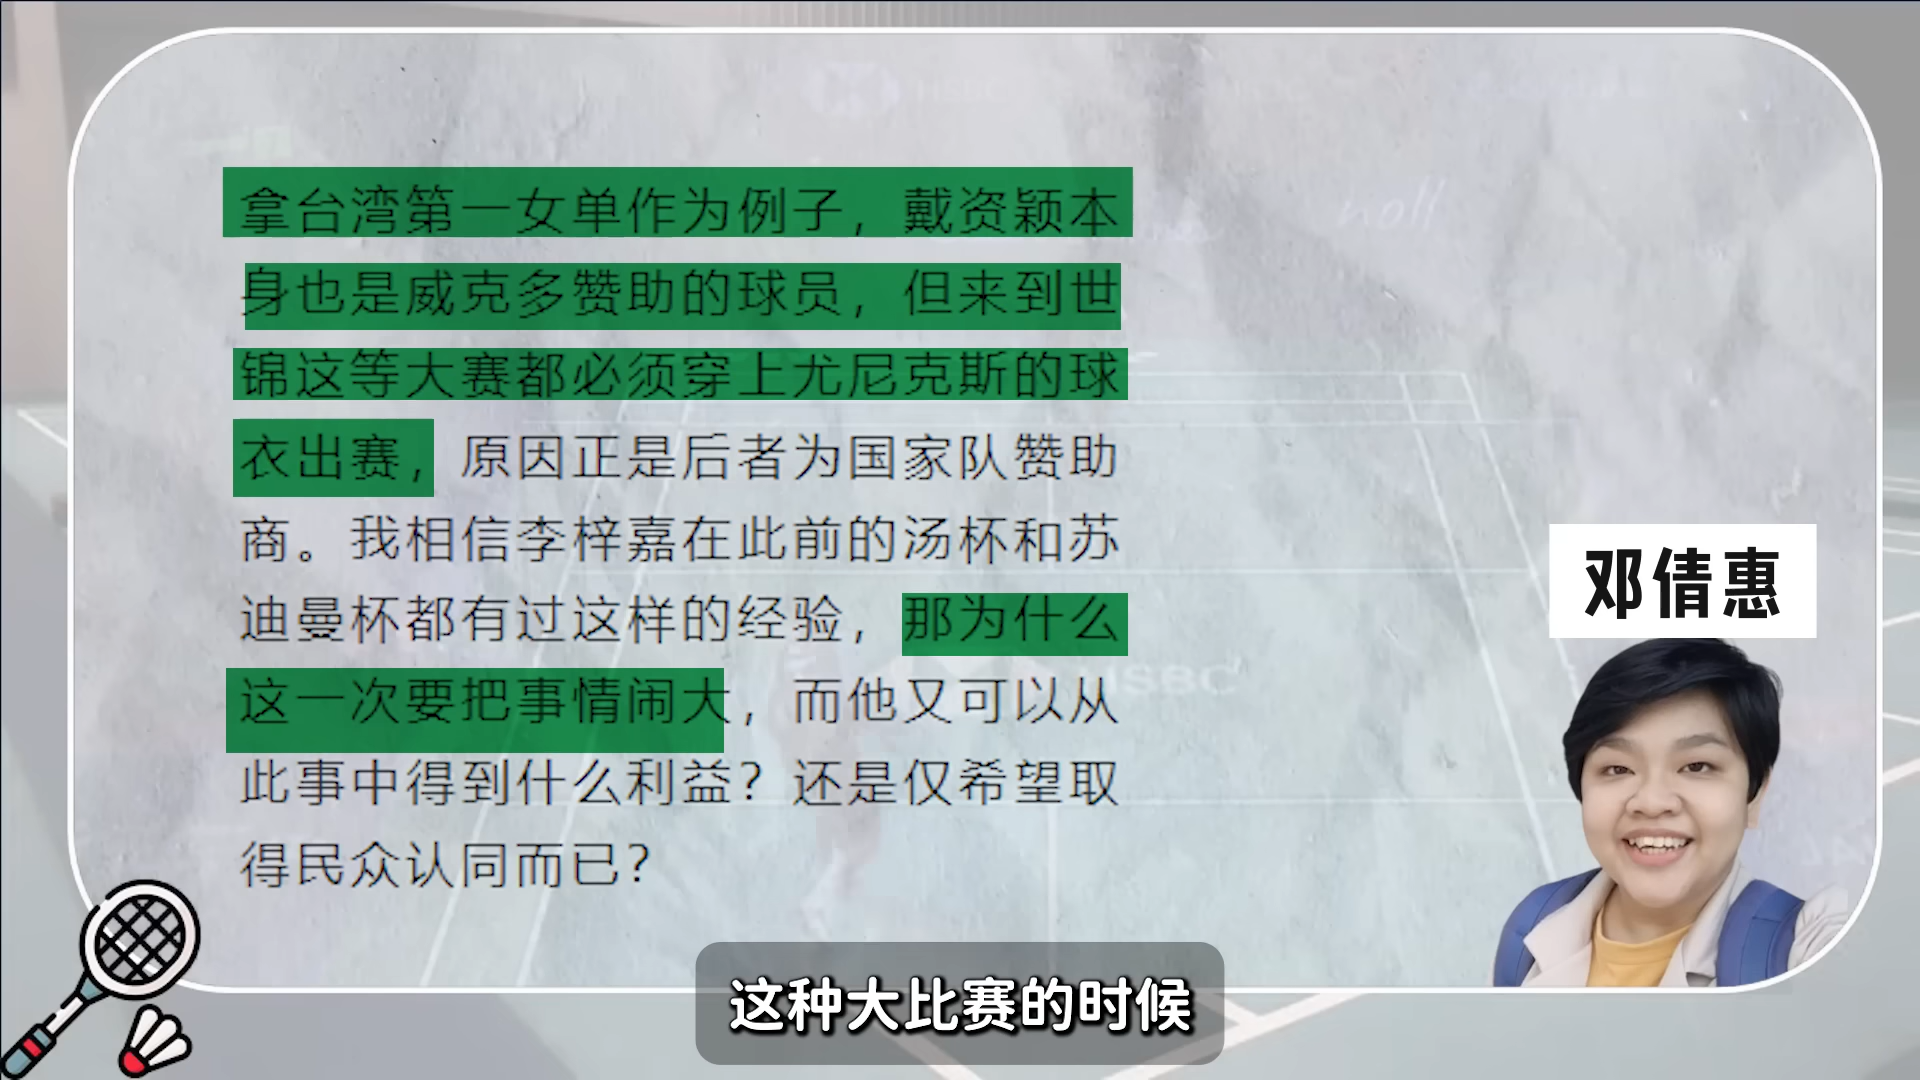 拿台湾第一女单作为例子，戴资颖本
身也是威克多赞助的球员，但来到世
锦这等大赛都必须穿上尤尼克斯的球
衣出赛，原因正是后者为国家队赞助
商。我相信李梓嘉在此前的汤杯和苏
迪曼杯都有过这样的经验，那为什么
这一次要把事情闹大，而他又可以从
此事中得到什么利益？还是仅希望取
得民众认同而已？
邓倩惠
HSBC
这种大比赛的时候